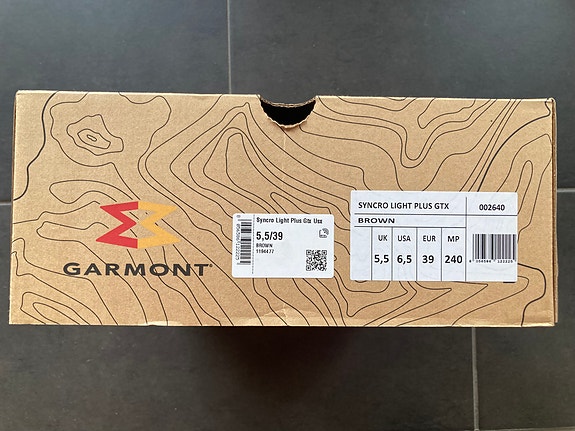 GARMONT
Syncro Light Plus Gtx Usa
5,5/39
BROWN
SYNCRO LIGHT PLUS GTX 002640
BROWN
UK USA EUR MP
5,5 6,5 39 240